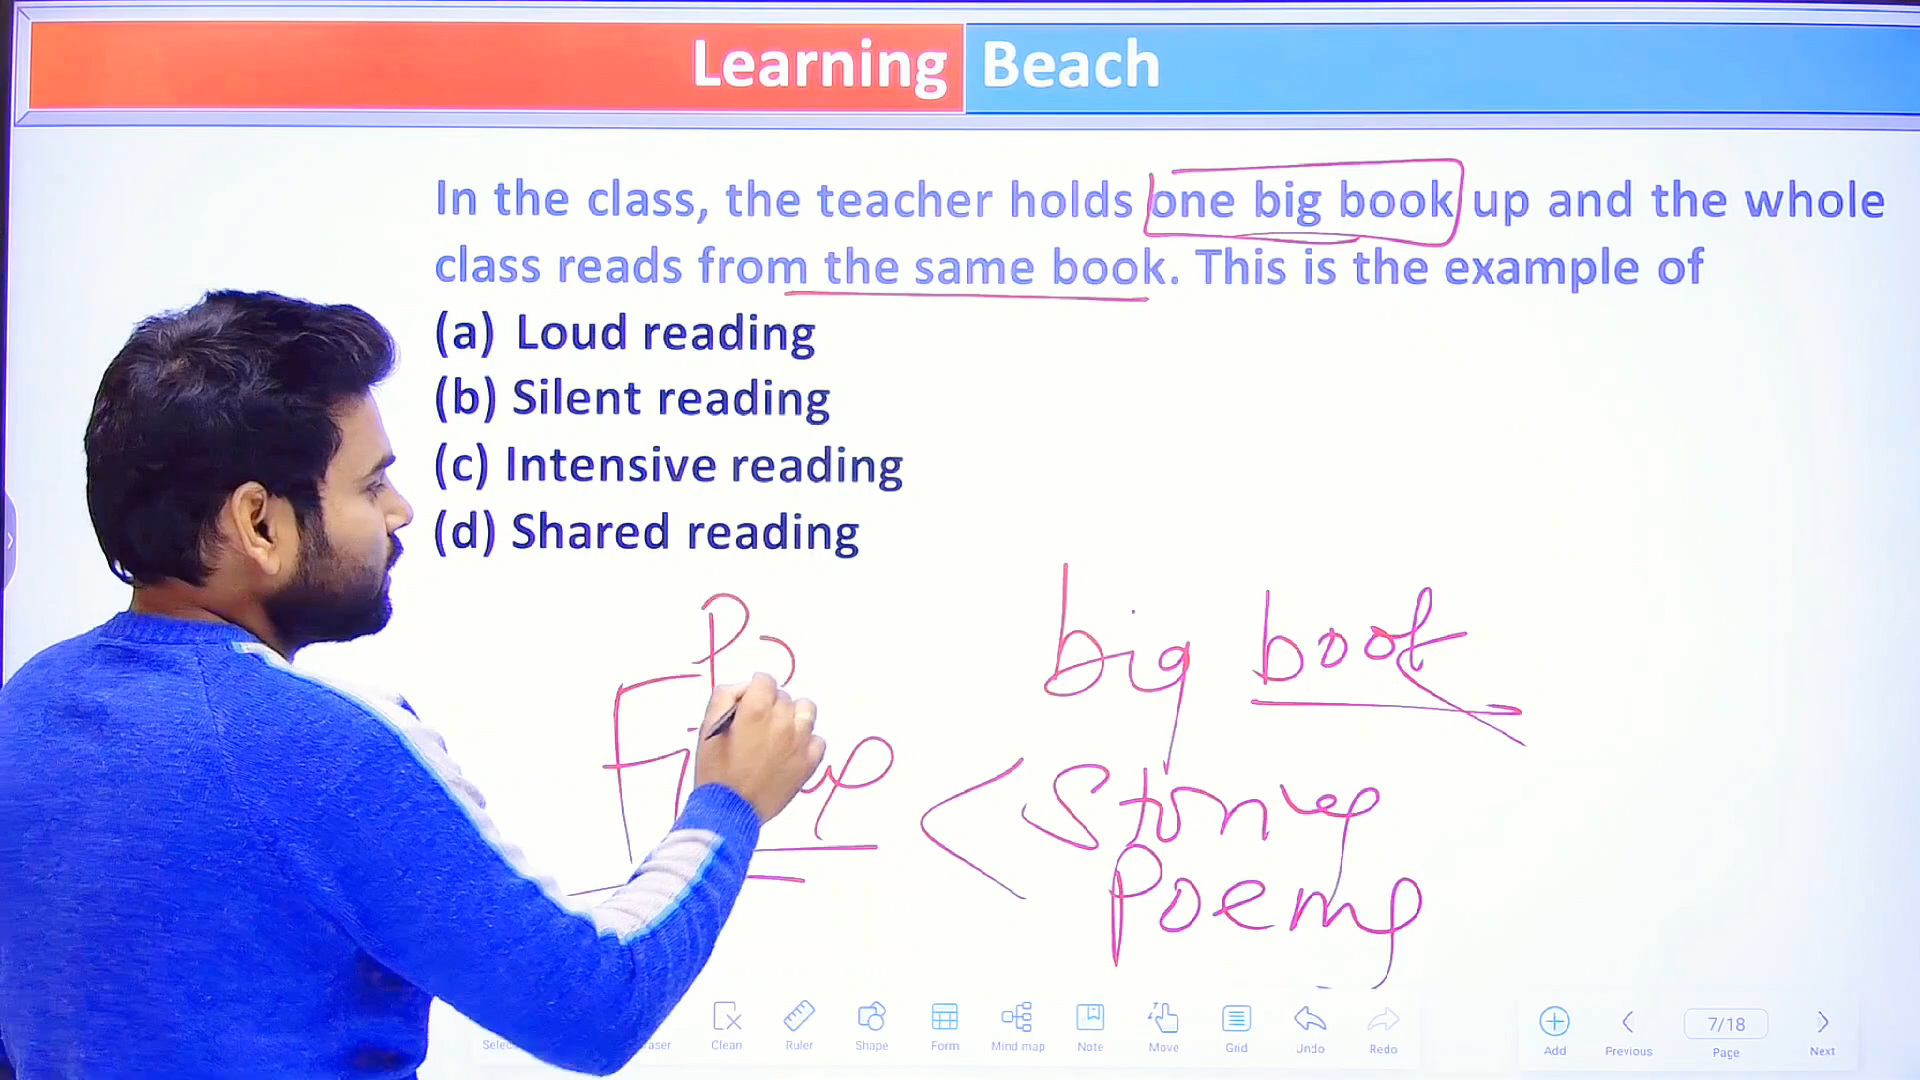 Learning Beach
In the class, the teacher holds one big book up and the whole
class reads from the same book. This is the example of
(a) Loud reading
(b) Silent reading
(c) Intensive reading
(d) Shared reading
big book
Stories
Poems
Clean Ruler Shape Form Mind map Note Move Grid Undo Redo Add Previous Page Next
7/18